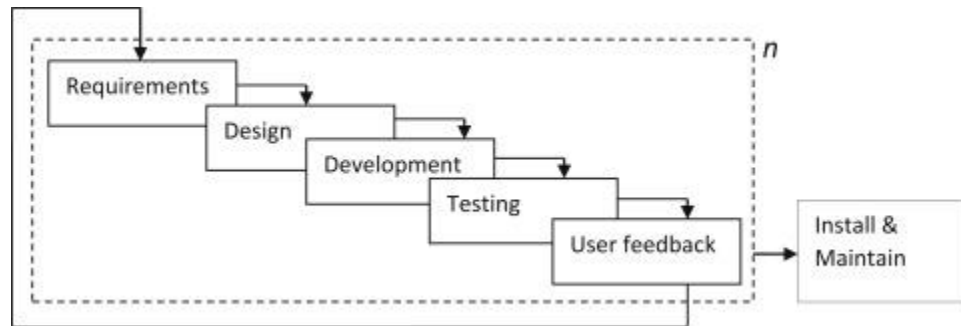 n
Requirements
Design
Development
Testing
User feedback
Install &
Maintain